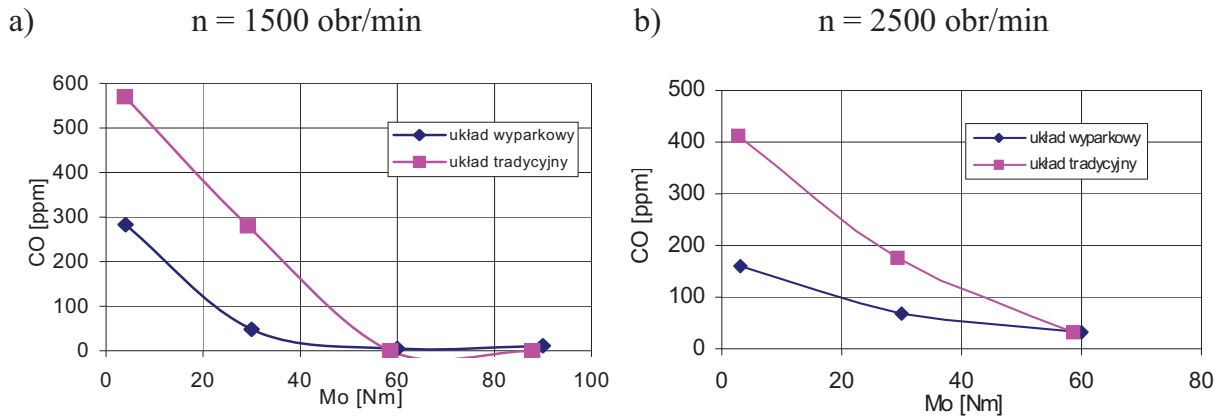 a) n = 1500 obr/min
CO [ppm]
600
500
400
300
200
100
0
układ wyparkowy
układ tradycyjny
0 20 40 60 80 100
Mo [Nm]
b) n = 2500 obr/min
CO [ppm]
500
400
300
200
100
0
układ wyparkowy
układ tradycyjny
0 20 40 60 80
Mo [Nm]